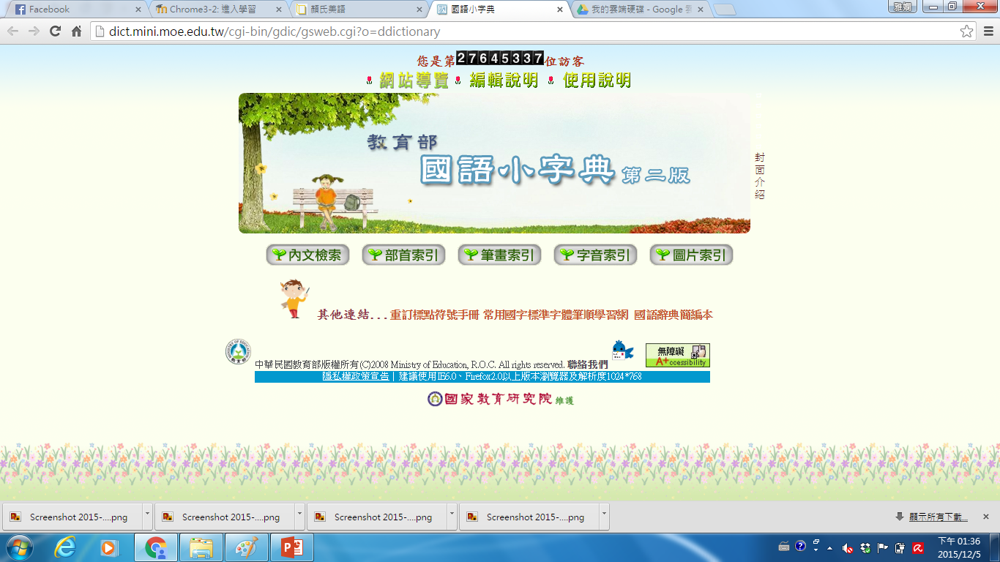 Facebook
Chrome3-2: 進入學習
顏氏美語
國語小字典
我的雲端硬碟 - Google 雲
雅嫻
dict.mini.moe.edu.tw/cgi-bin/gdic/gsweb.cgi?o=ddictionary
您是第27645337位訪客
網站導覽 編輯說明 使用說明
教育部
國語小字典 第二版
封面介紹
內文檢索 部首索引 筆畫索引 字音索引 圖片索引
其他連結...重訂標點符號手冊 常用國字標準字體筆順學習網 國語辭典簡編本
MINISTRY OF EDUCATION
中華民國教育部版權所有(C)2008 Ministry of Education, R.O.C. All rights reserved. 聯絡我們
無障礙
A+ccessibility
隱私權政策宣告 | 建議使用IE6.0、Firefox2.0以上版本瀏覽器及解析度1024*768
國家教育研究院 維護
Screenshot 2015-....png
Screenshot 2015-....png
Screenshot 2015-....png
Screenshot 2015-....png
顯示所有下載...
下午 01:36
2015/12/5